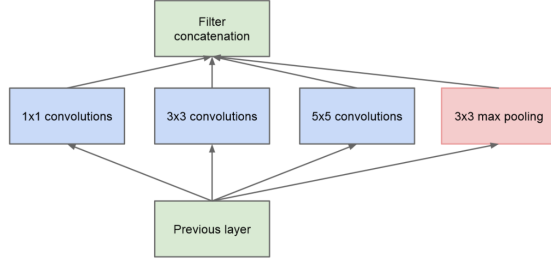 Filter
concatenation
1x1 convolutions
3x3 convolutions
5x5 convolutions
3x3 max pooling
Previous layer